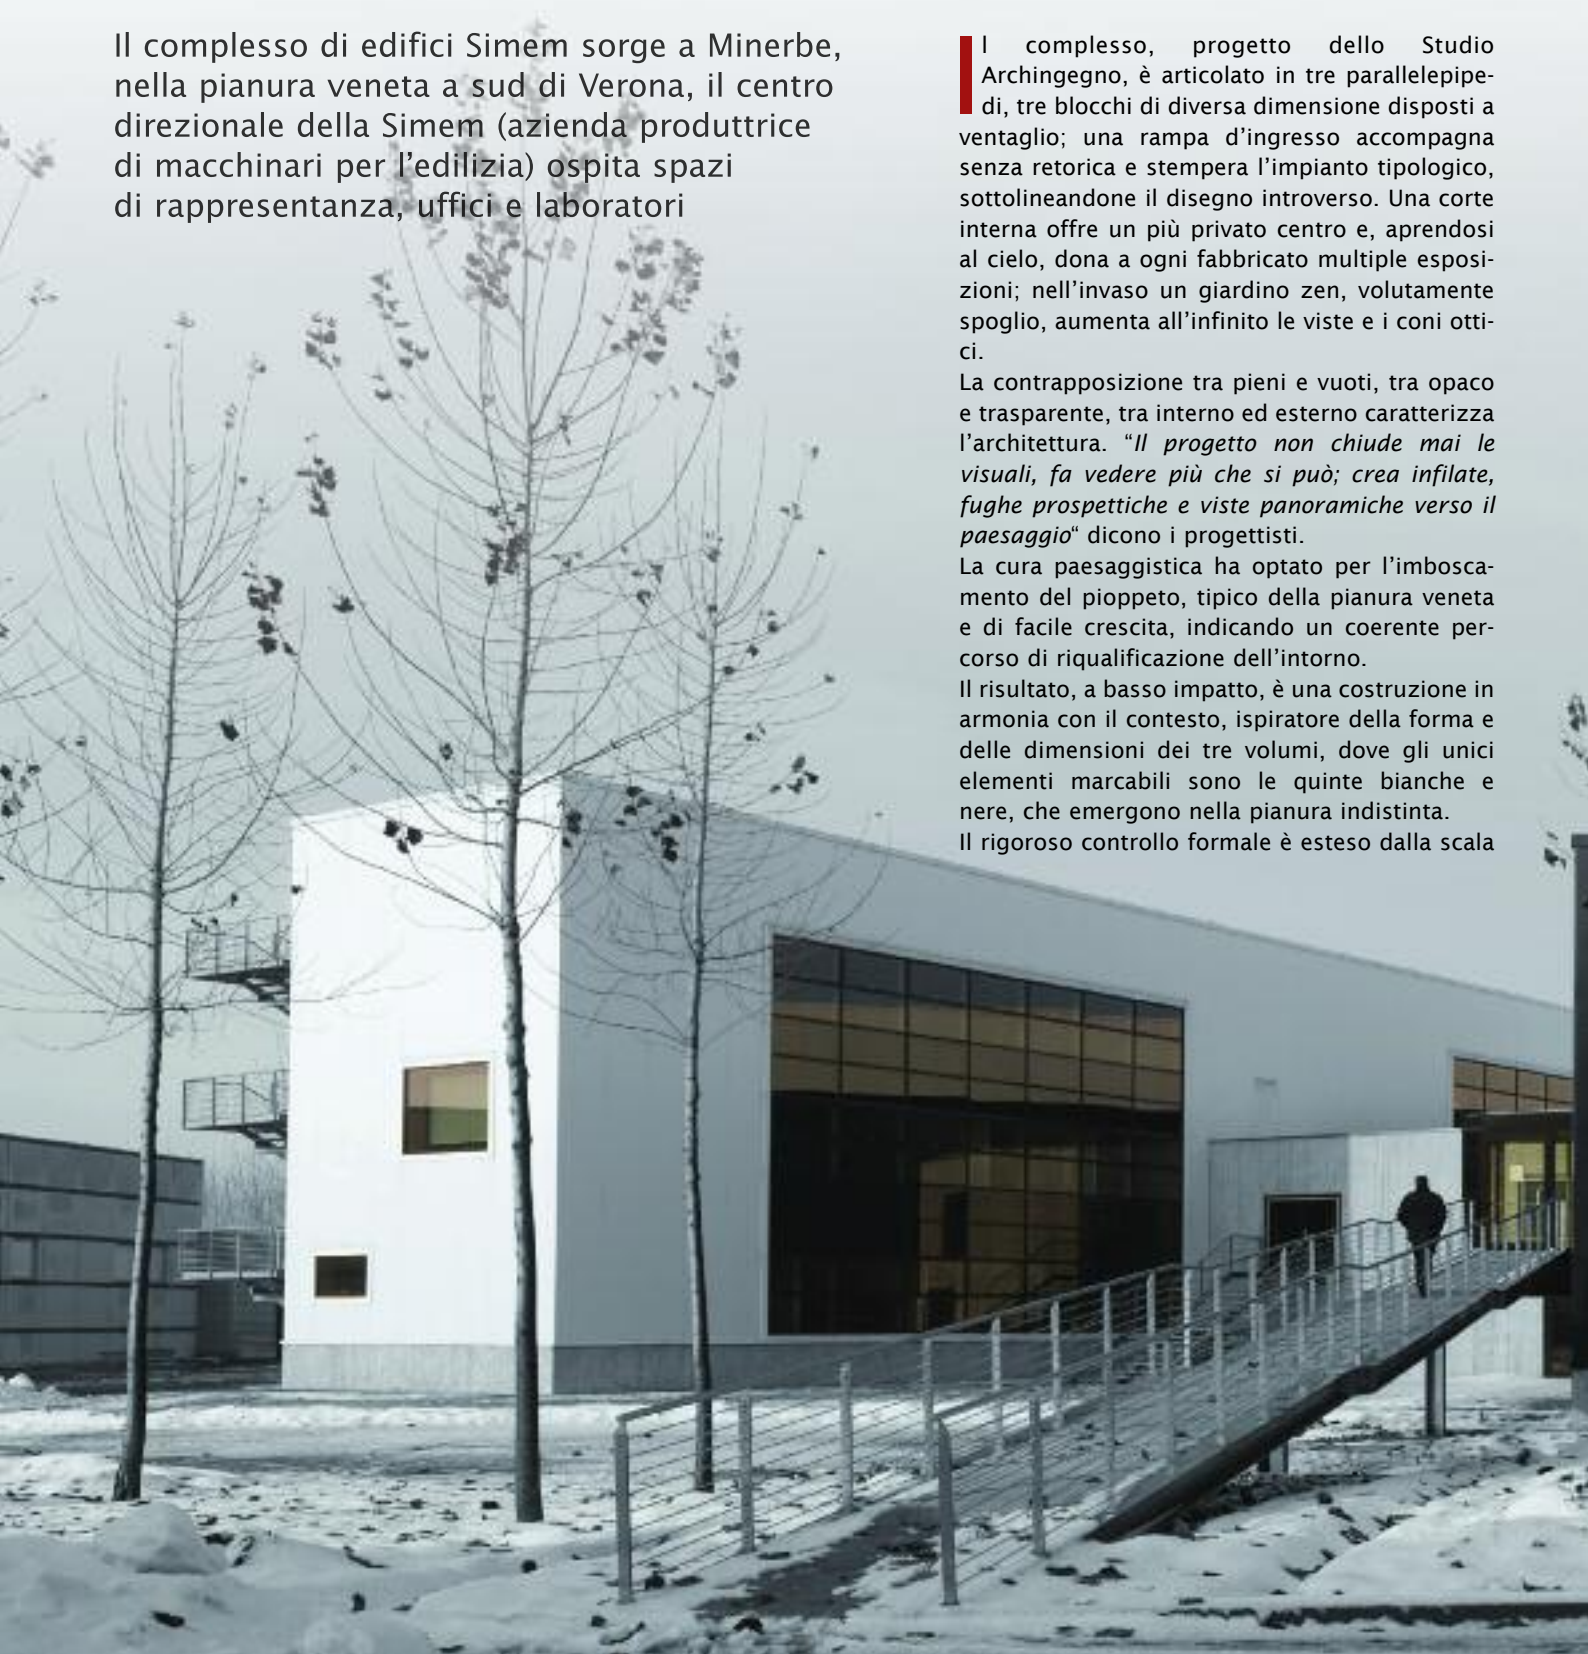 Il complesso di edifici Simem sorge a Minerbe,
nella pianura veneta a sud di Verona, il centro
direzionale della Simem (azienda produttrice
di macchinari per l’edilizia) ospita spazi
di rappresentanza, uffici e laboratori
Il complesso, progetto dello Studio
Archingegno, è articolato in tre parallelepipe-
di, tre blocchi di diversa dimensione disposti a
ventaglio; una rampa d’ingresso accompagna
senza retorica e stempera l’impianto tipologico,
sottolineandone il disegno introverso. Una corte
interna offre un più privato centro e, aprendosi
al cielo, dona a ogni fabbricato multiple esposi-
zioni; nell’invaso un giardino zen, volutamente
spoglio, aumenta all’infinito le viste e i coni otti-
ci.
La contrapposizione tra pieni e vuoti, tra opaco
e trasparente, tra interno ed esterno caratterizza
l’architettura. “Il progetto non chiude mai le
visuali, fa vedere più che si può; crea infilate,
fughe prospettiche e viste panoramiche verso il
paesaggio“ dicono i progettisti.
La cura paesaggistica ha optato per l’imbosca-
mento del pioppeto, tipico della pianura veneta
e di facile crescita, indicando un coerente per-
corso di riqualificazione dell’intorno.
Il risultato, a basso impatto, è una costruzione in
armonia con il contesto, ispiratore della forma e
delle dimensioni dei tre volumi, dove gli unici
elementi marcabili sono le quinte bianche e
nere, che emergono nella pianura indistinta.
Il rigoroso controllo formale è esteso dalla scala